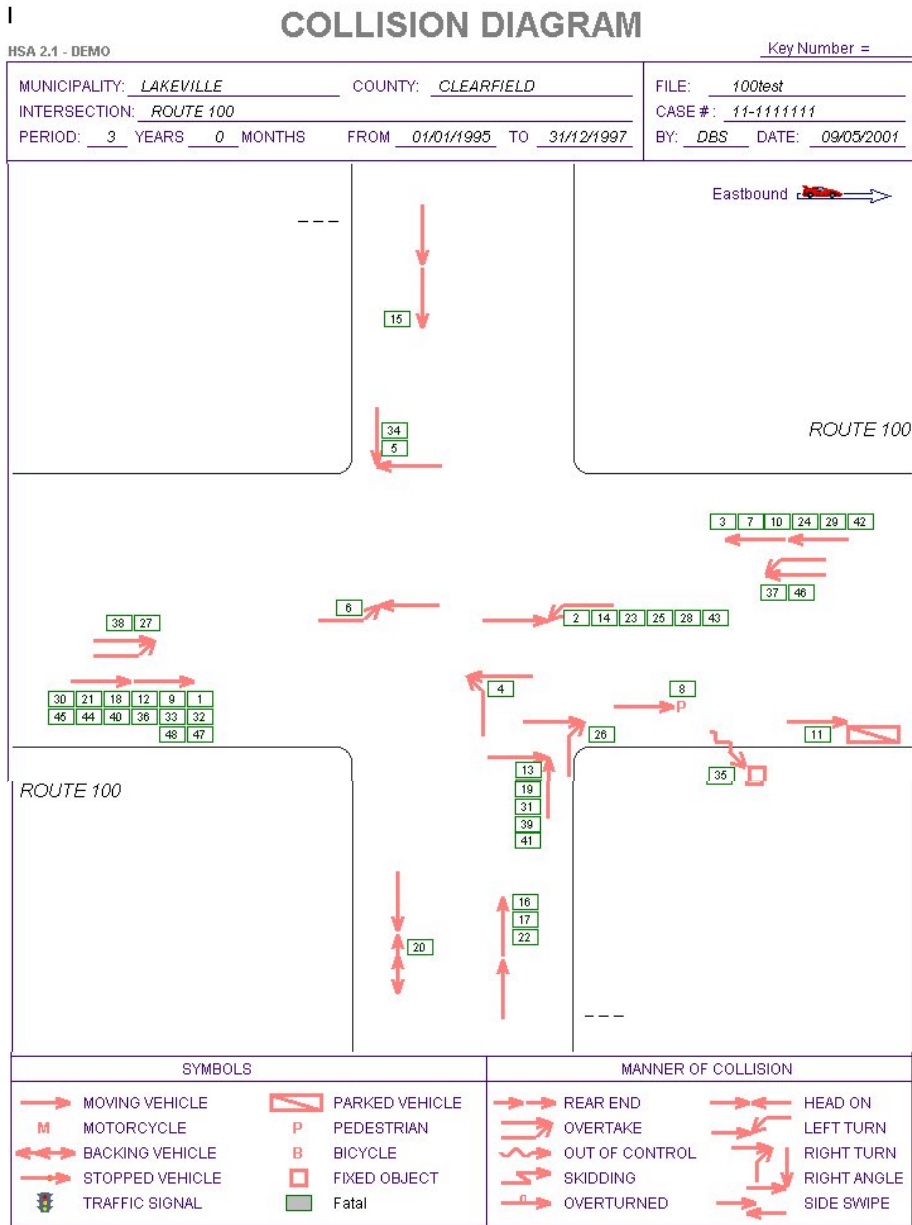 I
COLLISION DIAGRAM
HSA 2.1 - DEMO
Key Number =
MUNICIPALITY: LAKEVILLE COUNTY: CLEARFIELD
FILE: 100test
INTERSECTION: ROUTE 100
CASE #: 11-1111111
PERIOD: 3 YEARS 0 MONTHS FROM 01/01/1995 TO 31/12/1997
BY: DBS DATE: 09/05/2001
Eastbound
---
15
34
5
ROUTE 100
3 7 10 24 29 42
37 46
6
2 14 23 25 28 43
38 27
4
8
P
30 21 18 12 9 1
45 44 40 36 33 32
48 47
26
11
35
13
19
31
39
41
ROUTE 100
16
17
22
20
---
SYMBOLS
MOVING VEHICLE PARKED VEHICLE
M MOTORCYCLE P PEDESTRIAN
BACKING VEHICLE B BICYCLE
STOPPED VEHICLE FIXED OBJECT
TRAFFIC SIGNAL Fatal
MANNER OF COLLISION
REAR END HEAD ON
OVERTAKE LEFT TURN
OUT OF CONTROL RIGHT TURN
SKIDDING RIGHT ANGLE
OVERTURNED SIDE SWIPE